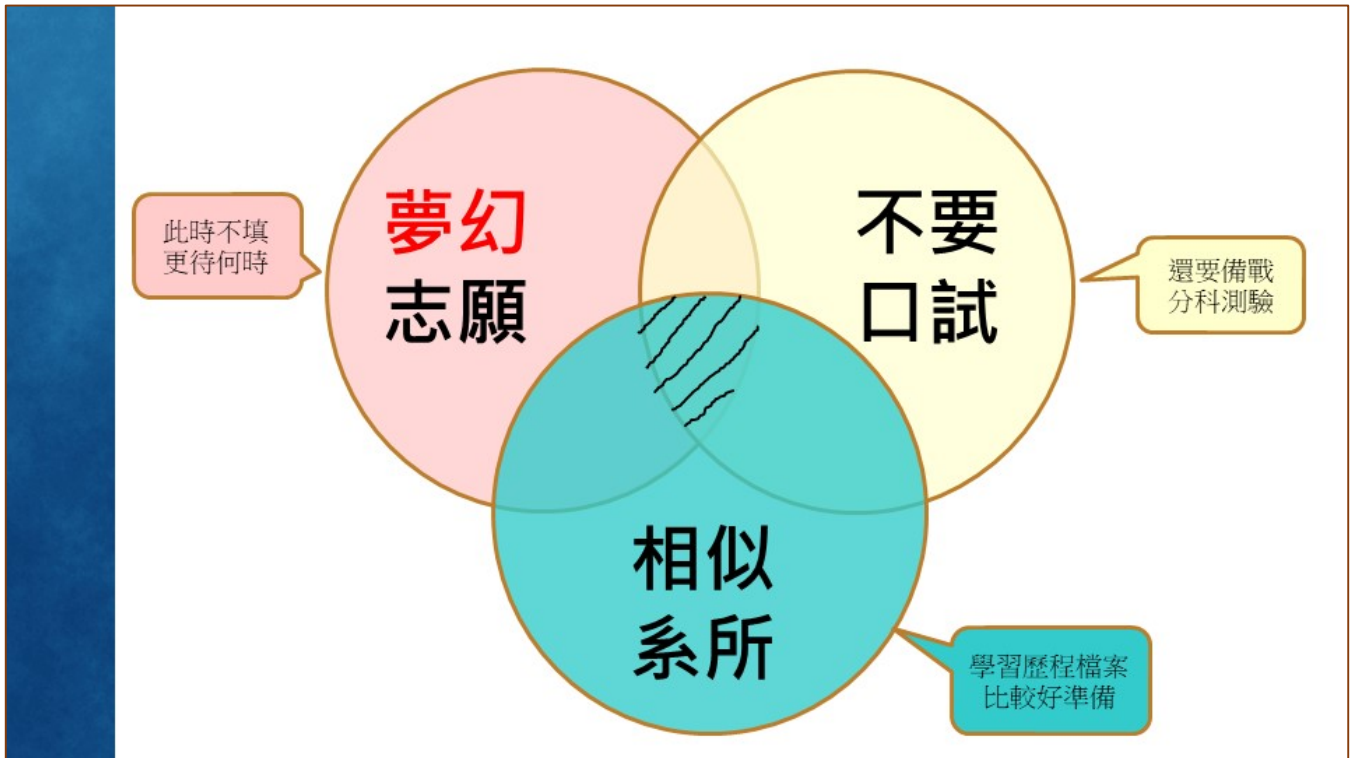 夢幻
志願
此時不填
更待何時
不要
口試
還要備戰
分科測驗
相似
系所
學習歷程檔案
比較好準備